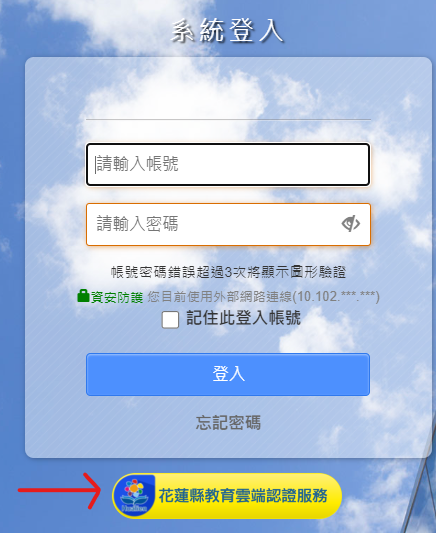 系統登入
請輸入帳號
請輸入密碼
帳號密碼錯誤超過3次將顯示圖形驗證
資安防護 您目前使用外部網路連線(10.102.***.***)
記住此登入帳號
登入
忘記密碼
花蓮縣教育雲端認證服務